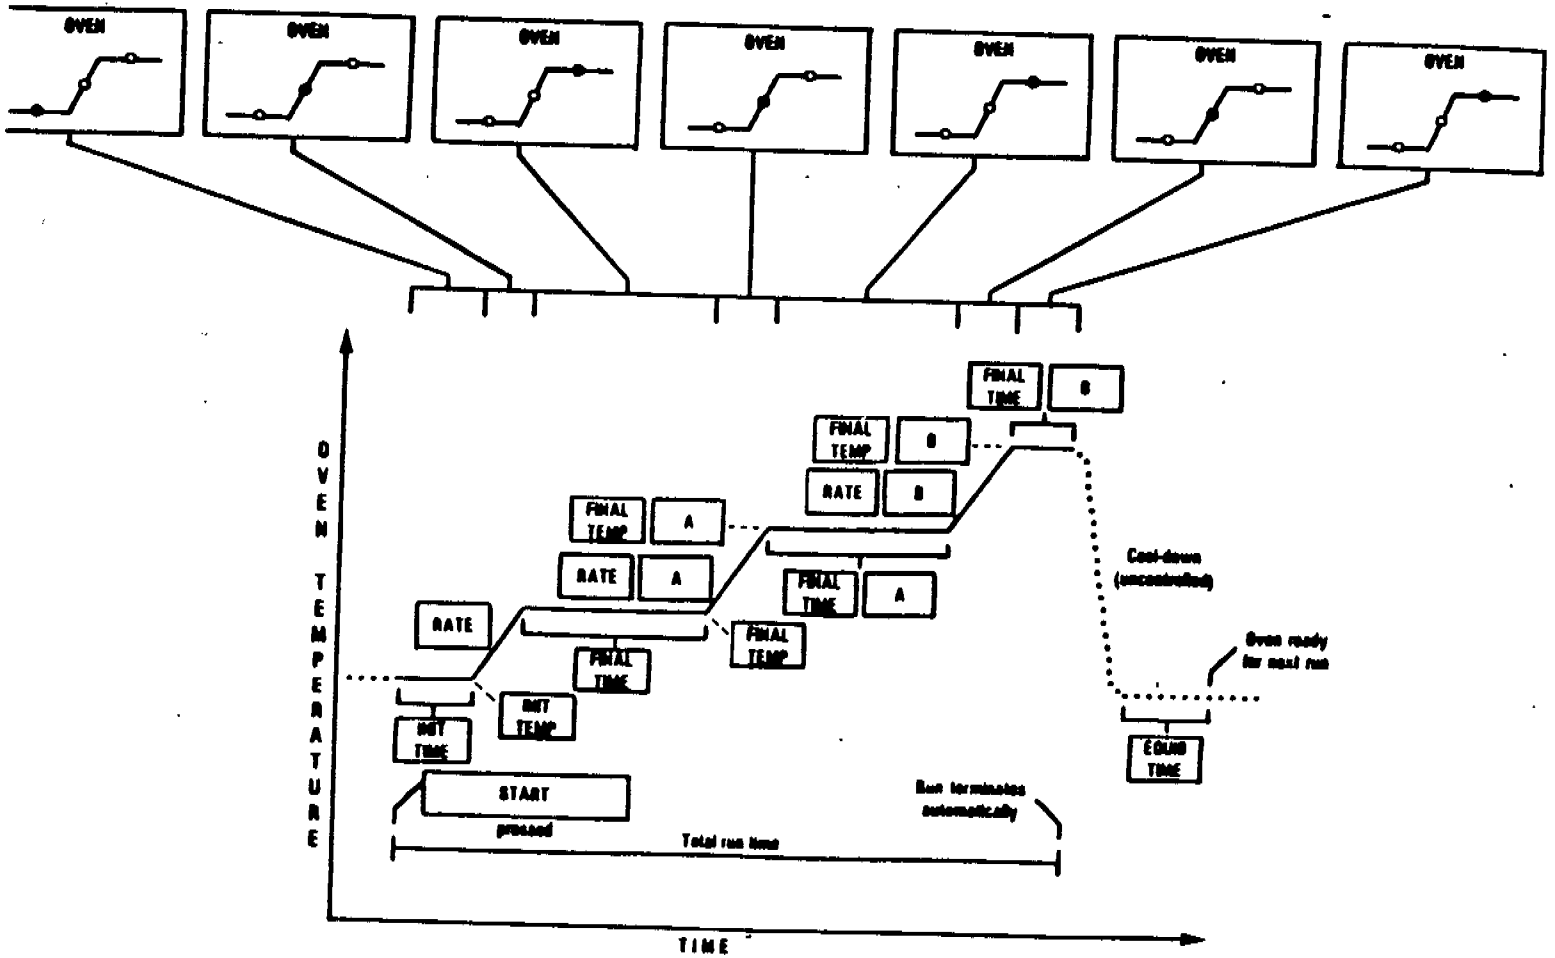 OVEN
OVEN
OVEN
OVEN
OVEN
OVEN
OVEN
FINAL
TIME
B
FINAL
TEMP
B
RATE
B
FINAL
TEMP
A
RATE
A
FINAL
TIME
A
RATE
FINAL
TIME
FINAL
TEMP
INIT
TEMP
INIT
TIME
Cool-down
(uncontrolled)
Oven ready
for next run
EQUIB
TIME
START
pressed
Run terminates
automatically
Total run time
OVEN TEMPERATURE
TIME